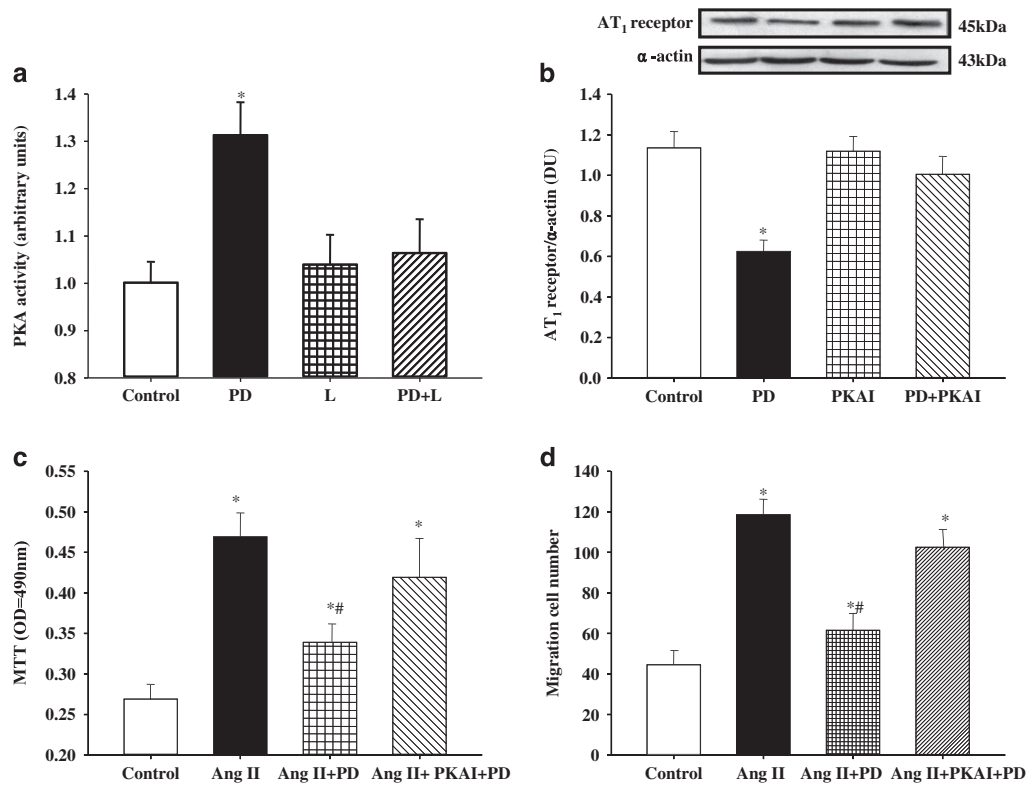 AT1 receptor 45kDa
α-actin 43kDa
a
PKA activity (arbitrary units)
1.4
1.3
1.2
1.1
1.0
0.9
0.8
*
Control PD L PD+L
b
AT1 receptor/α-actin (DU)
1.4
1.2
1.0
0.8
0.6
0.4
0.2
0.0
*
Control PD PKAI PD+PKAI
c
MTT (OD=490nm)
0.55
0.50
0.45
0.40
0.35
0.30
0.25
0.20
*
*#
*
Control Ang II Ang II+PD Ang II+ PKAI+PD
d
Migration cell number
140
120
100
80
60
40
20
0
*
*#
*
Control Ang II Ang II+PD Ang II+PKAI+PD